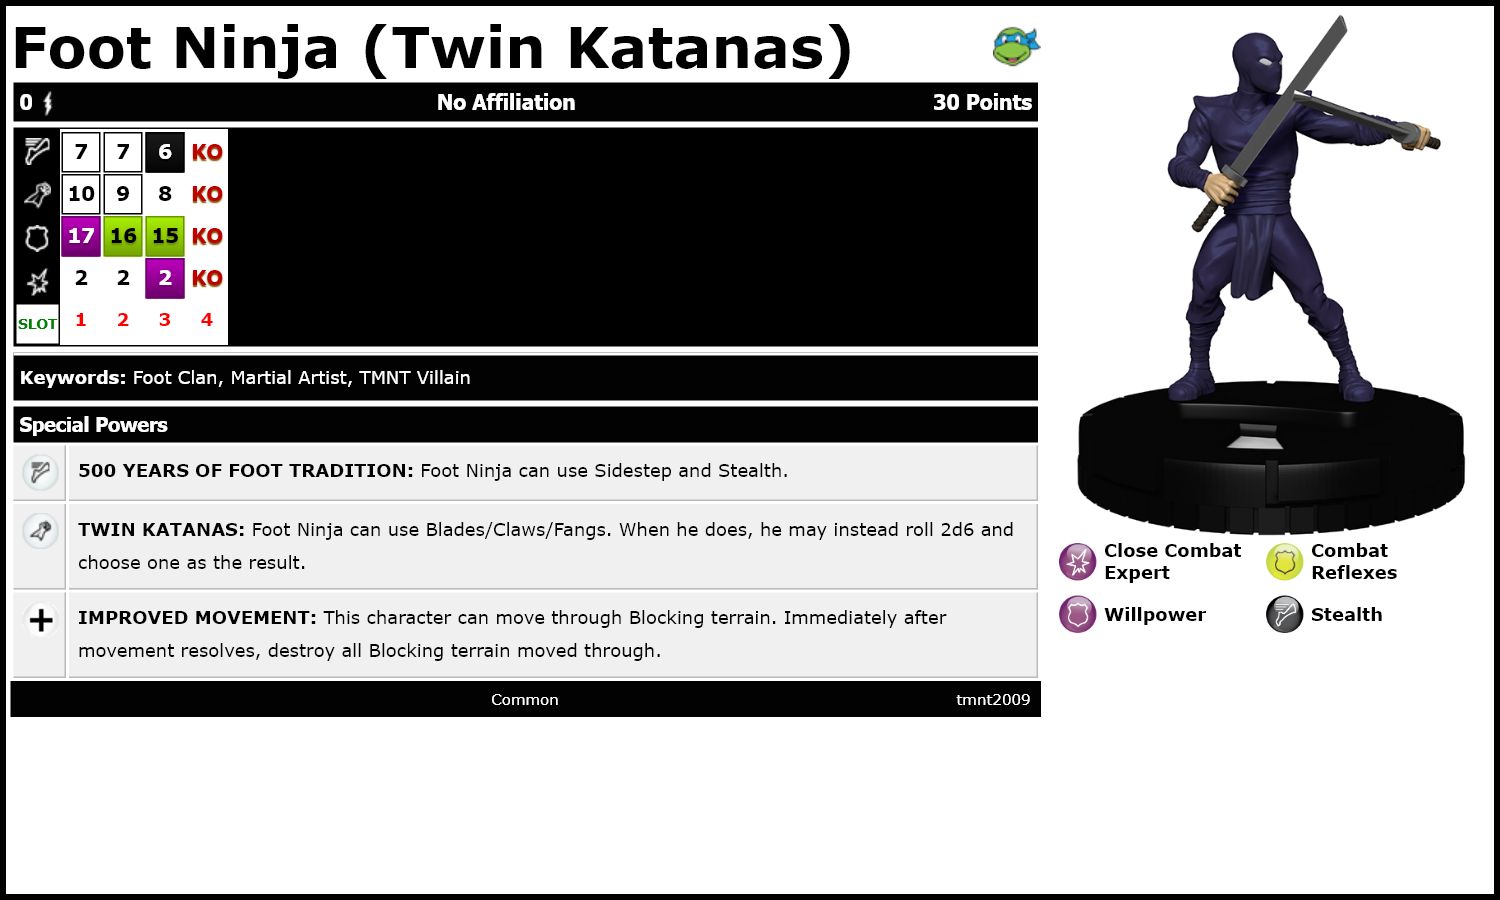 Foot Ninja (Twin Katanas)
0 No Affiliation 30 Points
7 7 6 KO
10 9 8 KO
17 16 15 KO
2 2 2 KO
SLOT 1 2 3 4
Keywords: Foot Clan, Martial Artist, TMNT Villain
Special Powers
500 YEARS OF FOOT TRADITION: Foot Ninja can use Sidestep and Stealth.
TWIN KATANAS: Foot Ninja can use Blades/Claws/Fangs. When he does, he may instead roll 2d6 and
choose one as the result.
IMPROVED MOVEMENT: This character can move through Blocking terrain. Immediately after
movement resolves, destroy all Blocking terrain moved through.
Common tmnt2009
Close Combat
Expert
Combat
Reflexes
Willpower
Stealth